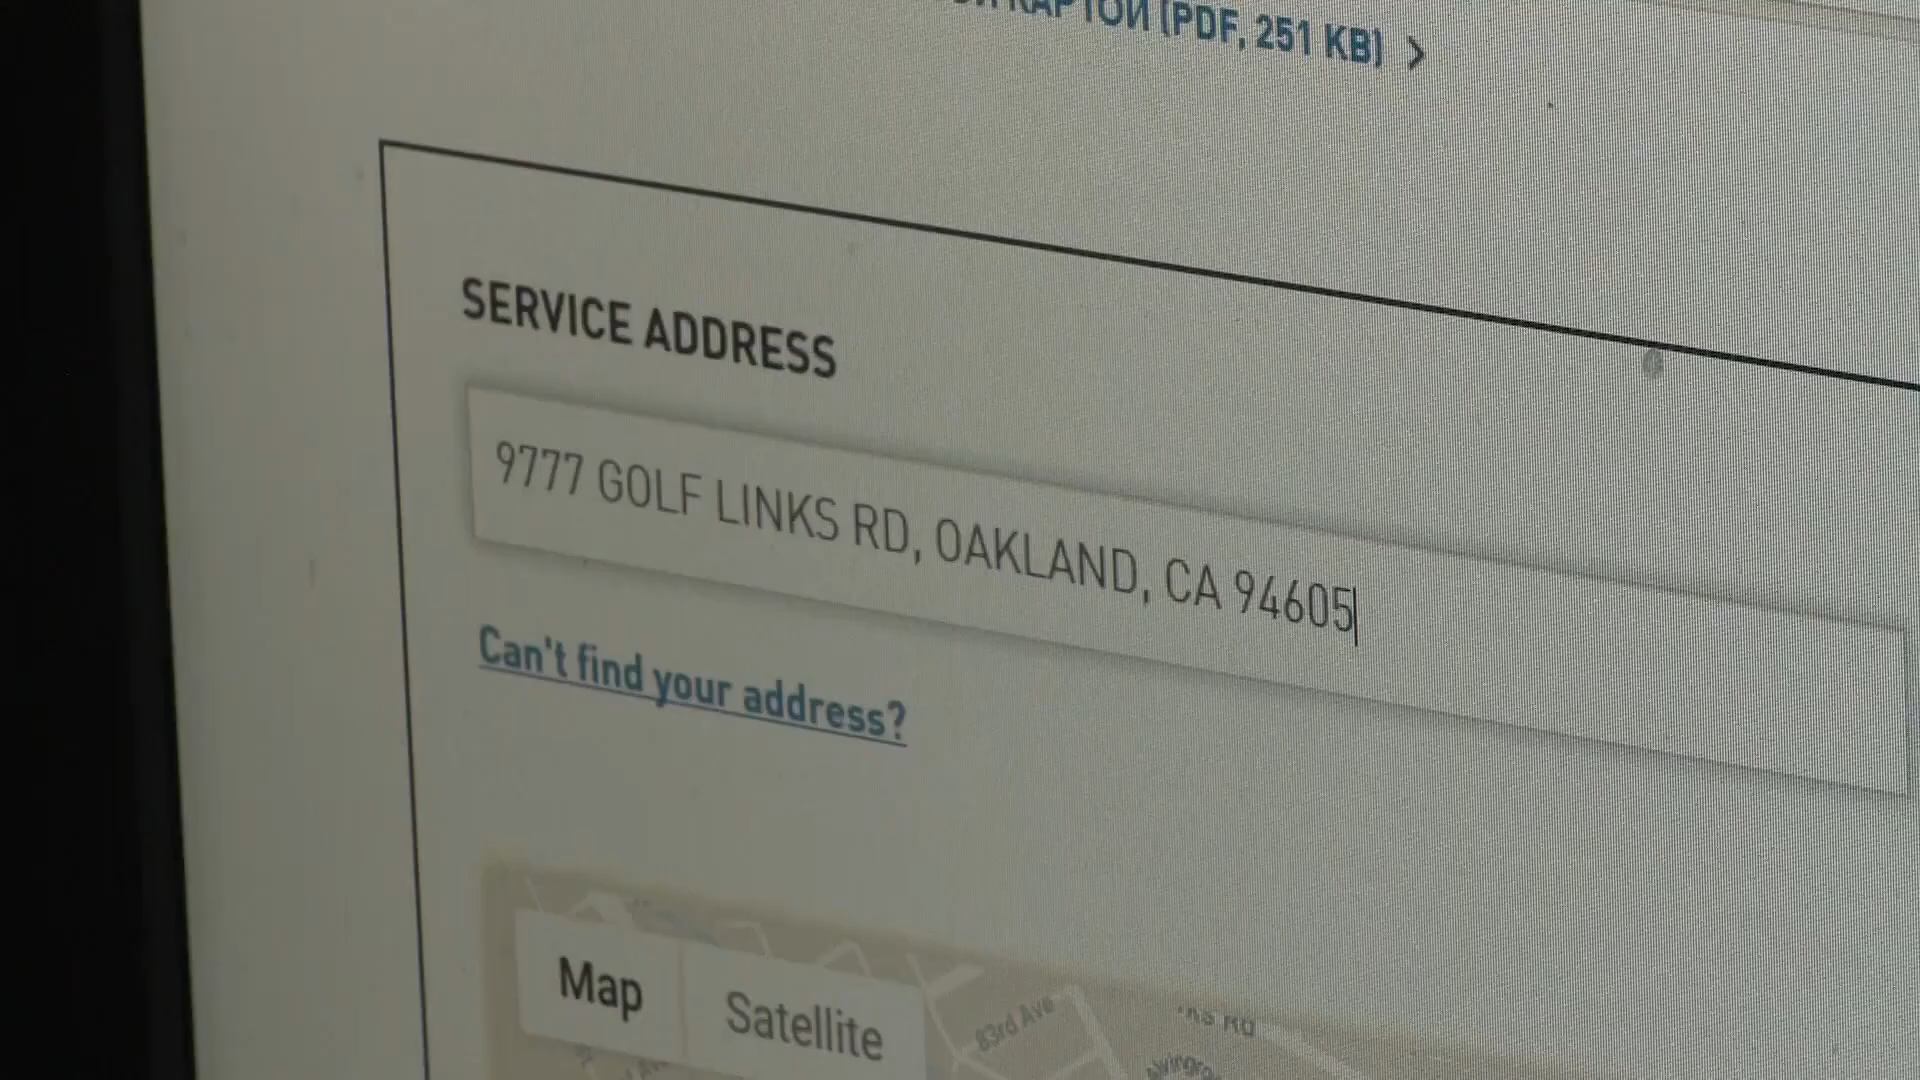 (PDF, 251 KB) >
SERVICE ADDRESS
9777 GOLF LINKS RD, OAKLAND, CA 94605
Can't find your address?
Map
Satellite
83rd Ave